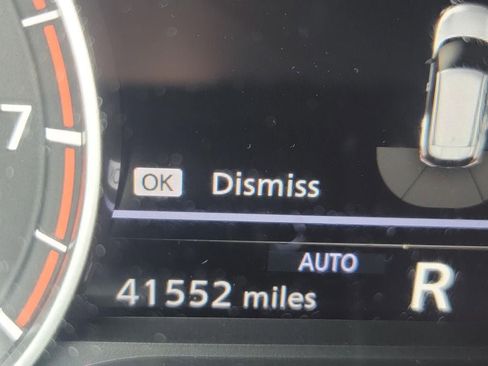 7
OK Dismiss
AUTO
41552 miles R